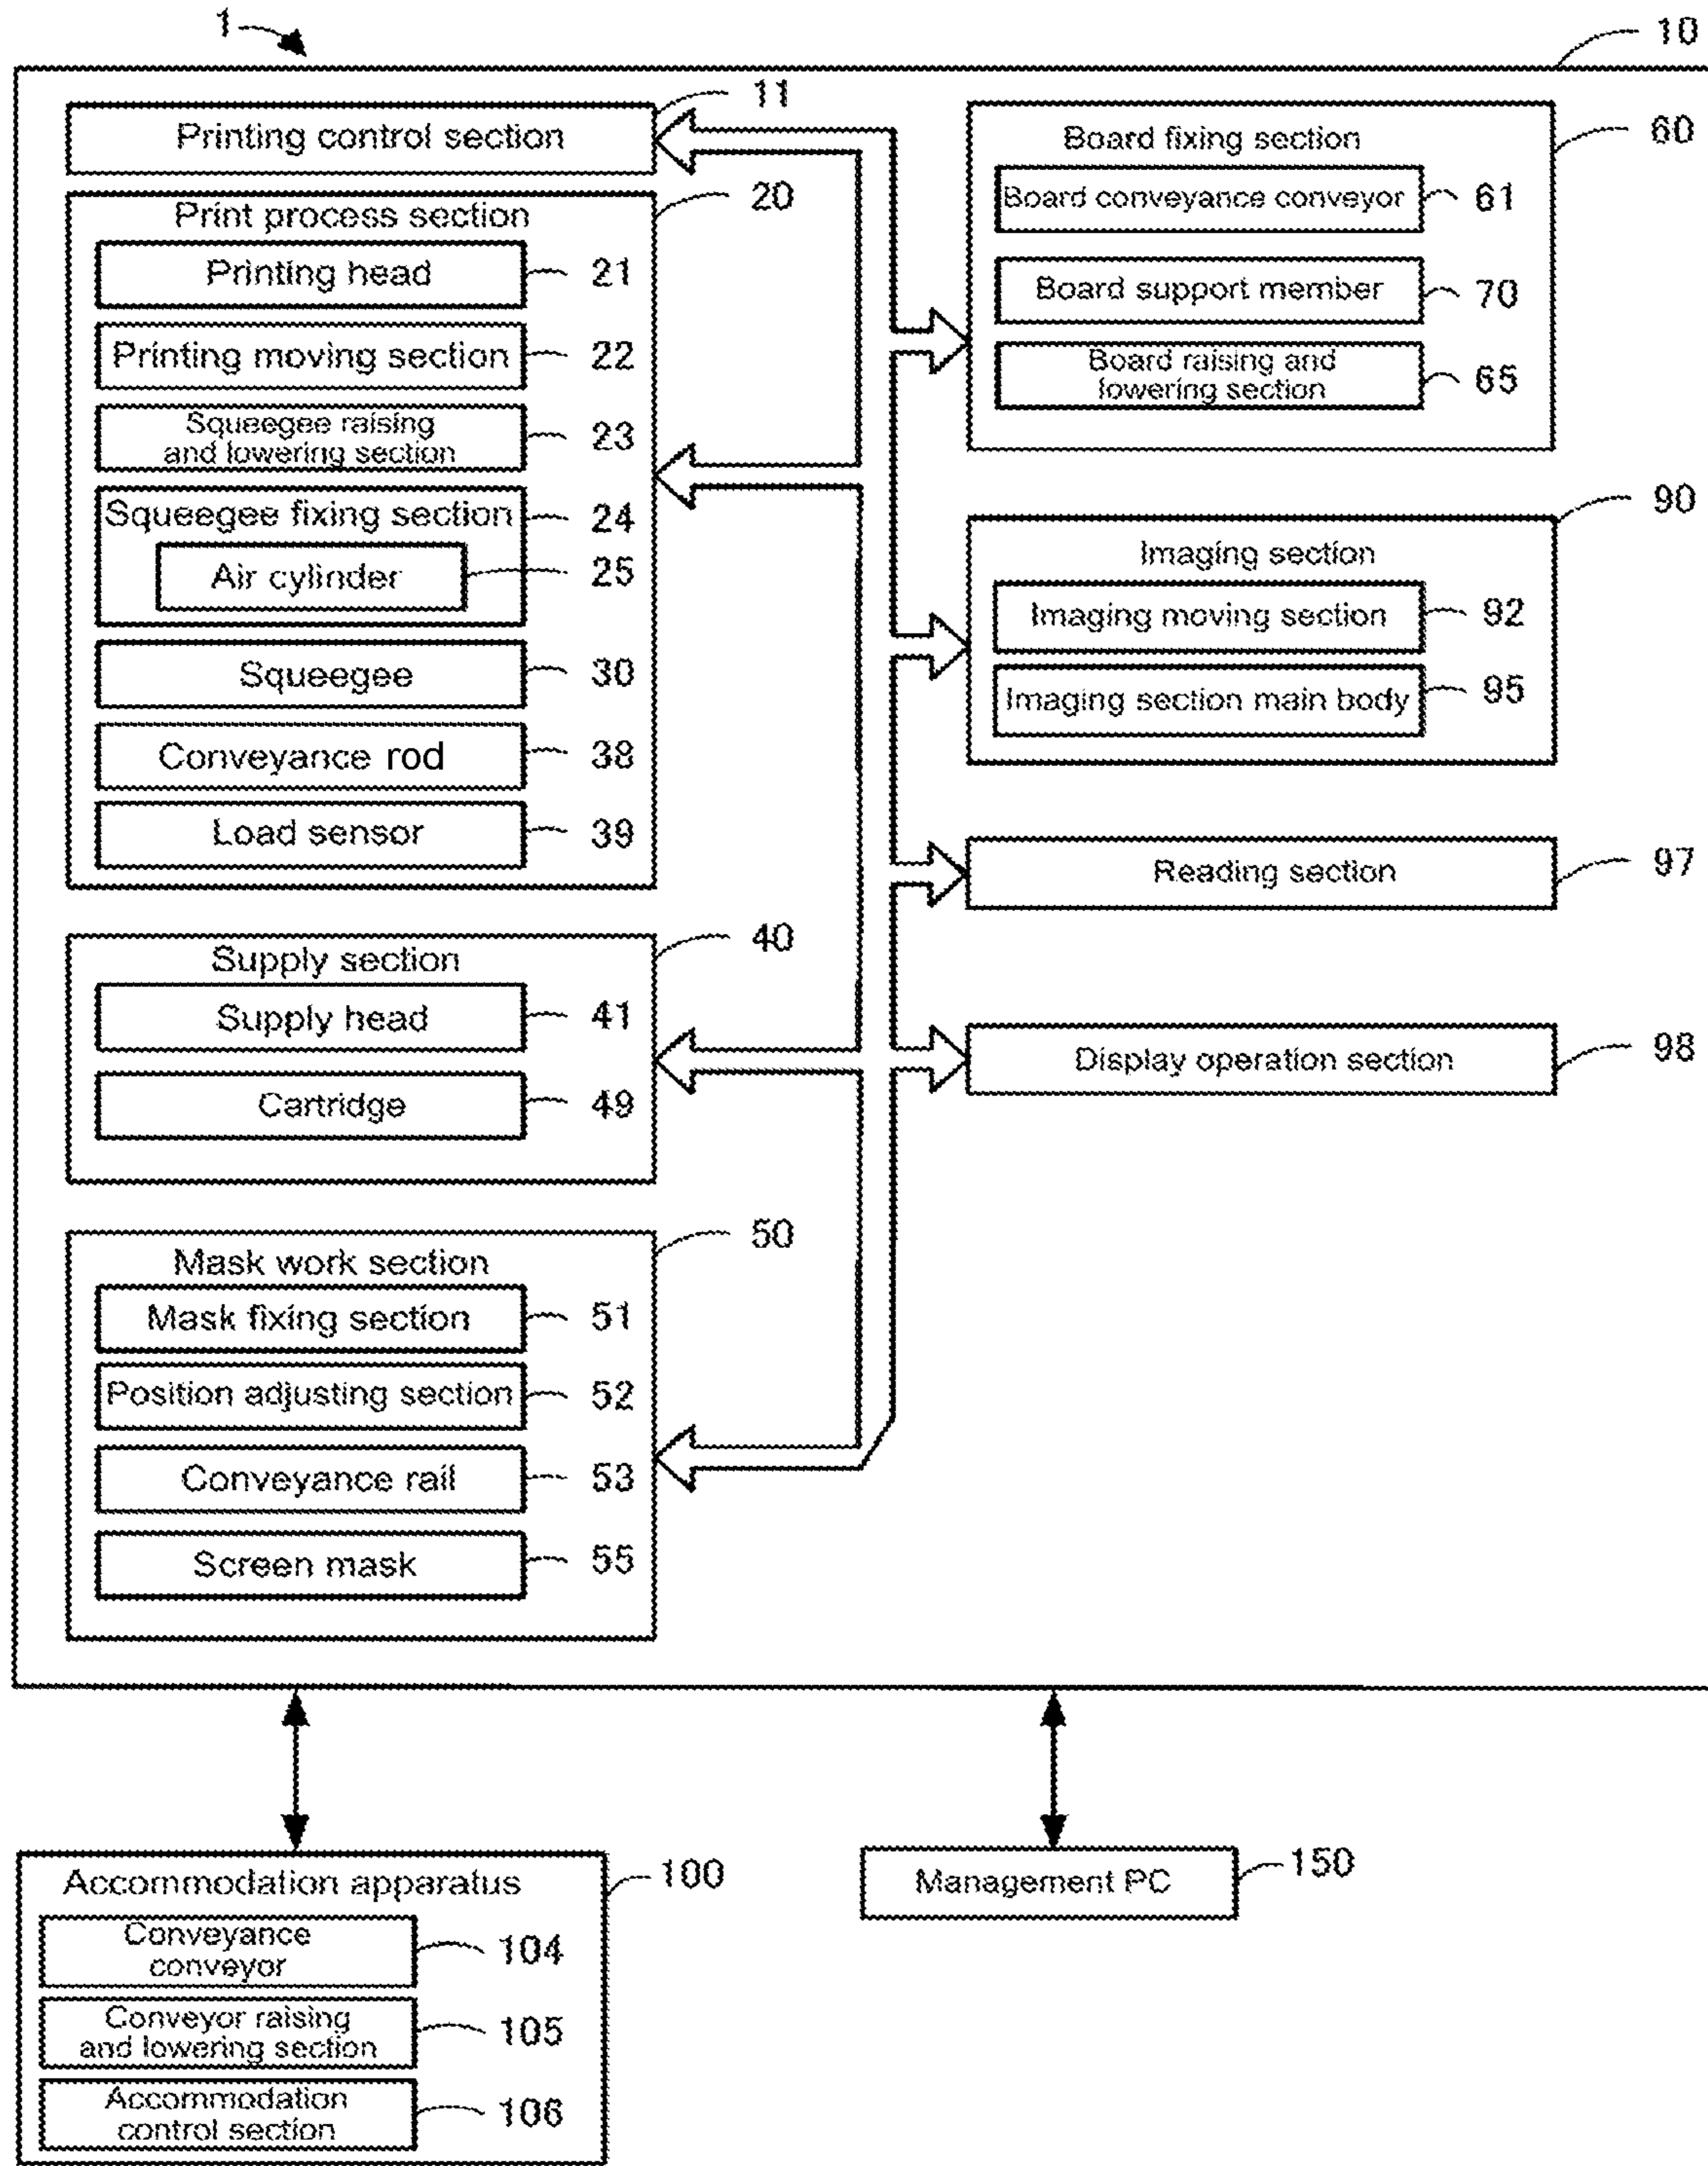 1
10
Printing control section
11
Print process section
20
Printing head
21
Printing moving section
22
Squeegee raising
and lowering section
23
Squeegee fixing section
24
Air cylinder
25
Squeegee
30
Conveyance rod
38
Load sensor
39
Supply section
40
Supply head
41
Cartridge
49
Mask work section
50
Mask fixing section
51
Position adjusting section
52
Conveyance rail
53
Screen mask
55
Board fixing section
60
Board conveyance conveyor
61
Board support member
70
Board raising and
lowering section
65
Imaging section
90
Imaging moving section
92
Imaging section main body
95
Reading section
97
Display operation section
98
Accommodation apparatus
100
Conveyance
conveyor
104
Conveyor raising
and lowering section
105
Accommodation
control section
106
Management PC
150